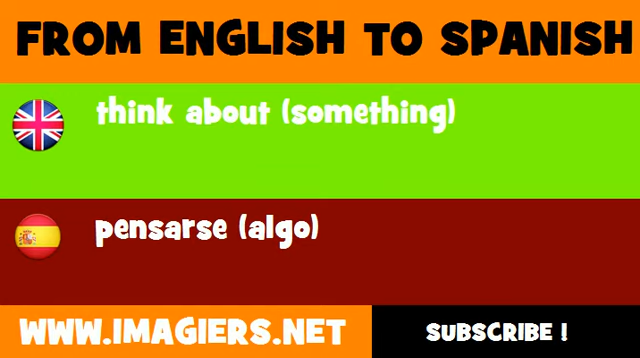 FROM ENGLISH TO SPANISH
think about (something)
pensarse (algo)
WWW.IMAGIERS.NET
SUBSCRIBE !